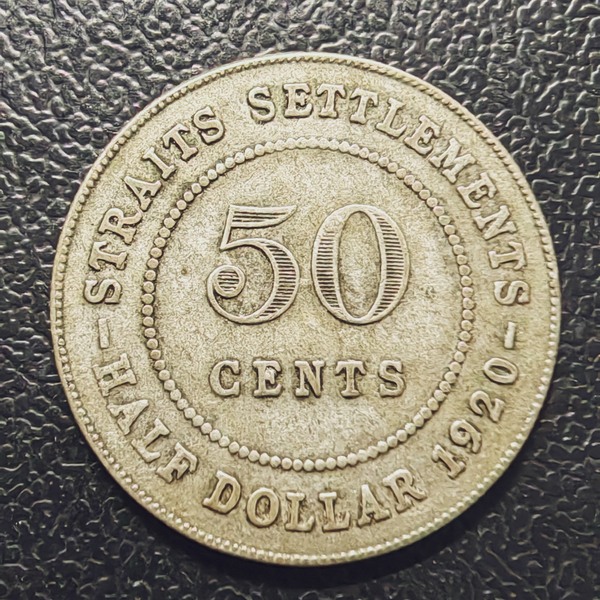 STRAITS SETTLEMENTS
50
CENTS
–HALF DOLLAR 1920–